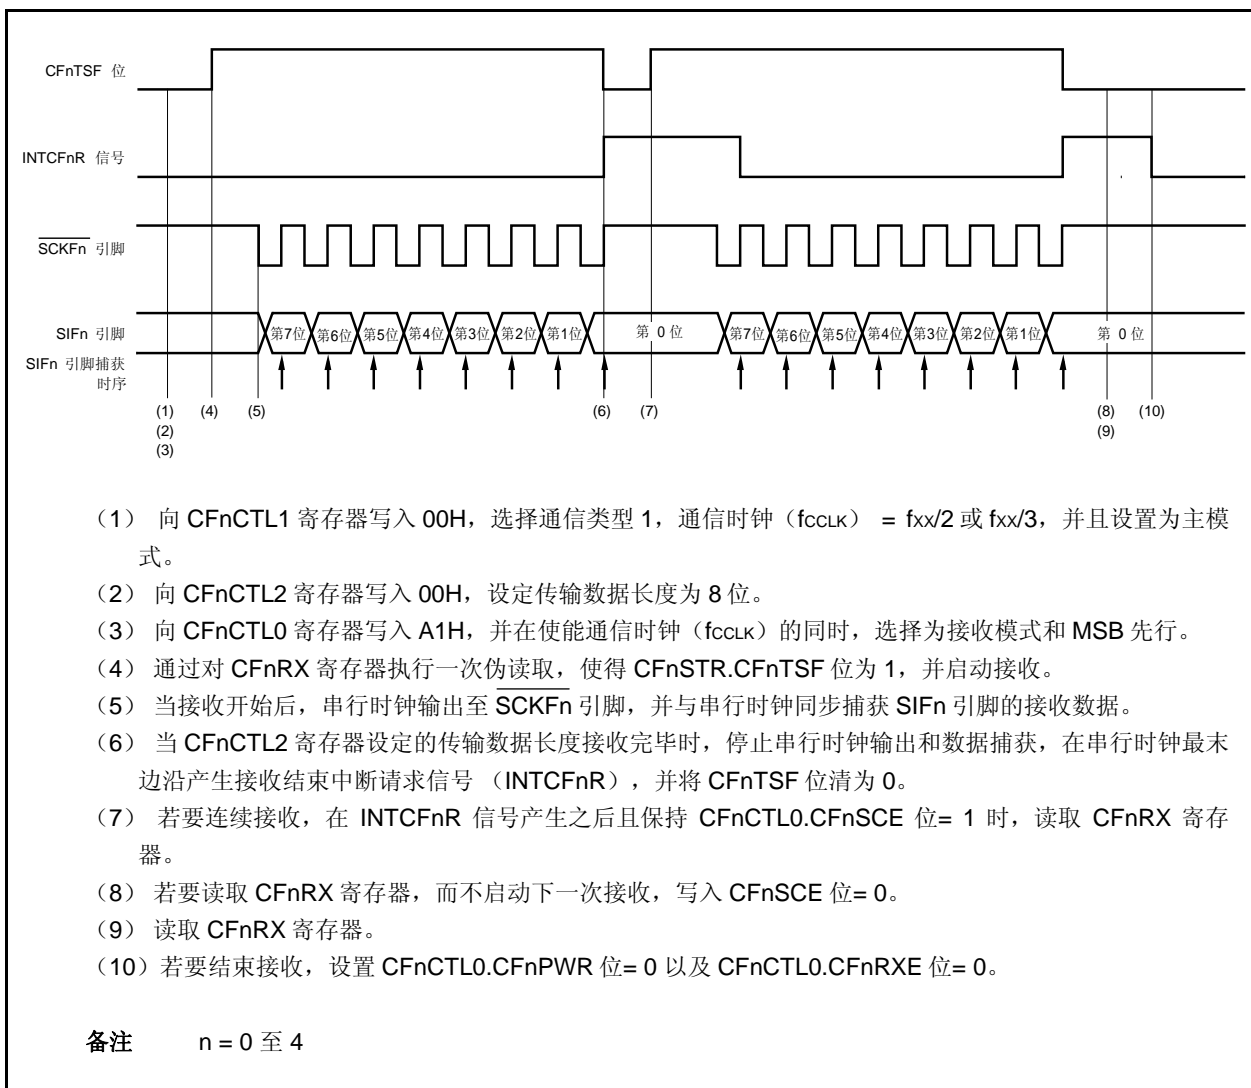 CFnTSF 位
INTCFnR 信号
SCKFn 引脚
SIFn 引脚 第7位 第6位 第5位 第4位 第3位 第2位 第1位 第 0 位 第7位 第6位 第5位 第4位 第3位 第2位 第1位 第 0 位
SIFn 引脚捕获
时序
(1) (4) (5) (6) (7) (8) (10)
(2) (9)
(3)
（1） 向 CFnCTL1 寄存器写入 00H，选择通信类型 1，通信时钟（fCCLK） = fXX/2 或 fXX/3，并且设置为主模
式。
（2） 向 CFnCTL2 寄存器写入 00H，设定传输数据长度为 8 位。
（3） 向 CFnCTL0 寄存器写入 A1H，并在使能通信时钟（fCCLK）的同时，选择为接收模式和 MSB 先行。
（4） 通过对 CFnRX 寄存器执行一次伪读取，使得 CFnSTR.CFnTSF 位为 1，并启动接收。
（5） 当接收开始后，串行时钟输出至 SCKFn 引脚，并与串行时钟同步捕获 SIFn 引脚的接收数据。
（6） 当 CFnCTL2 寄存器设定的传输数据长度接收完毕时，停止串行时钟输出和数据捕获，在串行时钟最末
边沿产生接收结束中断请求信号 （INTCFnR），并将 CFnTSF 位清为 0。
（7） 若要连续接收，在 INTCFnR 信号产生之后且保持 CFnCTL0.CFnSCE 位= 1 时，读取 CFnRX 寄存
器。
（8） 若要读取 CFnRX 寄存器，而不启动下一次接收，写入 CFnSCE 位= 0。
（9） 读取 CFnRX 寄存器。
（10）若要结束接收，设置 CFnCTL0.CFnPWR 位= 0 以及 CFnCTL0.CFnRXE 位= 0。
备注 n = 0 至 4